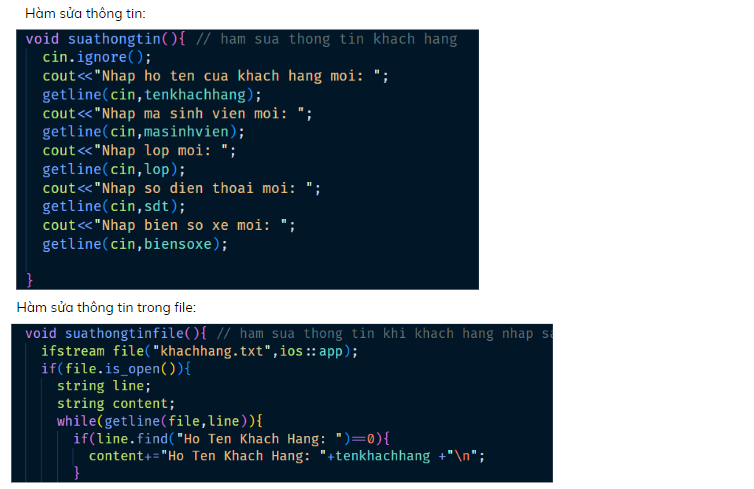 Hàm sửa thông tin:
void suathongtin(){ // ham sua thong tin khach hang
cin.ignore();
cout<<"Nhap ho ten cua khach hang moi: ";
getline(cin,tenkhachhang);
cout<<"Nhap ma sinh vien moi: ";
getline(cin,masinhvien);
cout<<"Nhap lop moi: ";
getline(cin,lop);
cout<<"Nhap so dien thoai moi: ";
getline(cin,sdt);
cout<<"Nhap bien so xe moi: ";
getline(cin,biensoxe);
}
Hàm sửa thông tin trong file:
void suathongtinfile(){ // ham sua thong tin khi khach hang nhap
ifstream file("khachhang.txt",ios::app);
if(file.is_open()){
string line;
string content;
while(getline(file,line)){
if(line.find("Ho Ten Khach Hang: ")==0){
content+="Ho Ten Khach Hang: "+tenkhachhang +"\n";
}